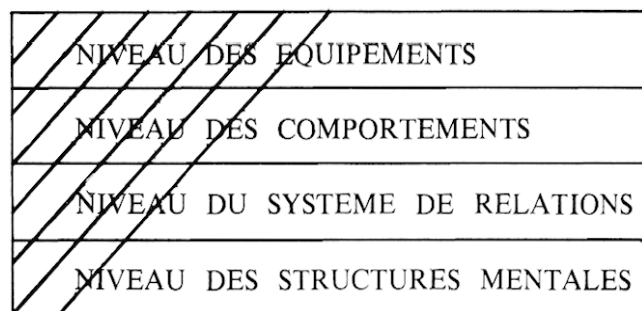 NIVEAU DES EQUIPEMENTS
NIVEAU DES COMPORTEMENTS
NIVEAU DU SYSTEME DE RELATIONS
NIVEAU DES STRUCTURES MENTALES